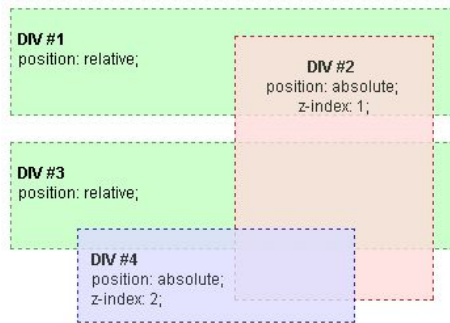 DIV #1
position: relative;
DIV #2
position: absolute;
z-index: 1;
DIV #3
position: relative;
DIV #4
position: absolute;
z-index: 2;